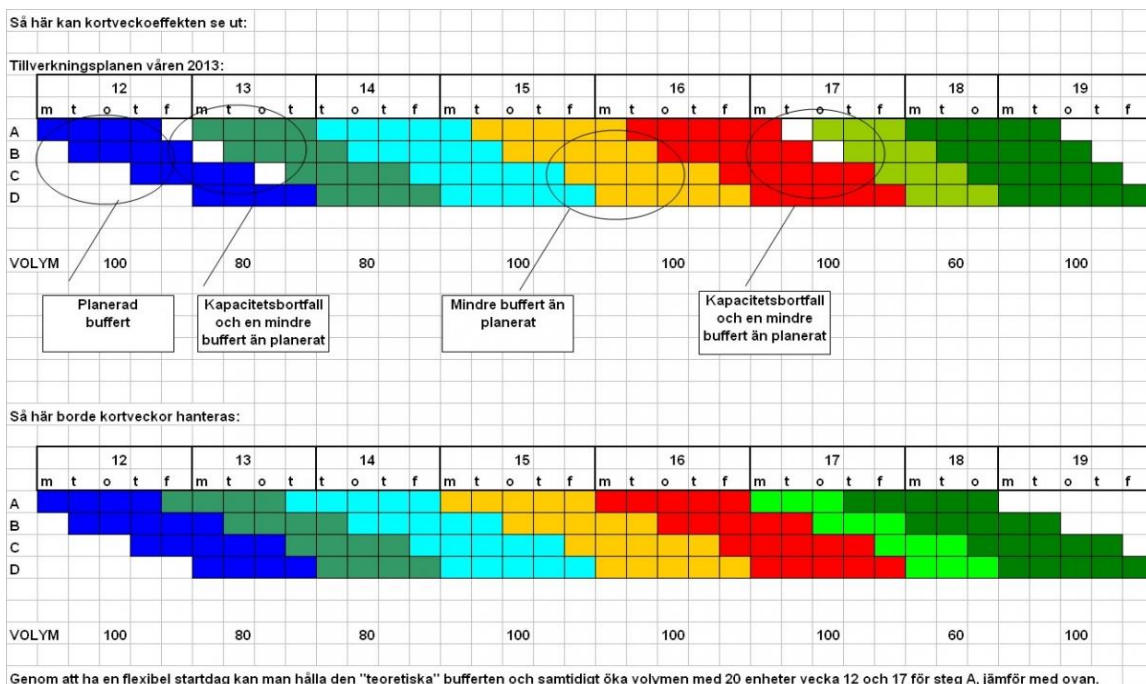 Så här kan kortveckoeffekten se ut:
Tillverkningsplanen våren 2013:
12 13 14 15 16 17 18 19
m t o t f m t o t t o t f m t o t f m t o t f m t o t f m t o m t o t f
A
B
C
D
VOLYM 100 80 80 100 100 100 60 100
Planerad
buffert
Kapacitetsbortfall
och en mindre
buffert än planerat
Mindre buffert än
planerat
Kapacitetsbortfall
och en mindre
buffert än planerat
Så här borde kortveckor hanteras:
12 13 14 15 16 17 18 19
m t o t f m t o t t o t f m t o t f m t o t f m t o t f m t o m t o t f
A
B
C
D
VOLYM 100 80 80 100 100 100 60 100
Genom att ha en flexibel startdag kan man hålla den "teoretiska" bufferten och samtidigt öka volymen med 20 enheter vecka 12 och 17 för steg A, jämför med ovan.